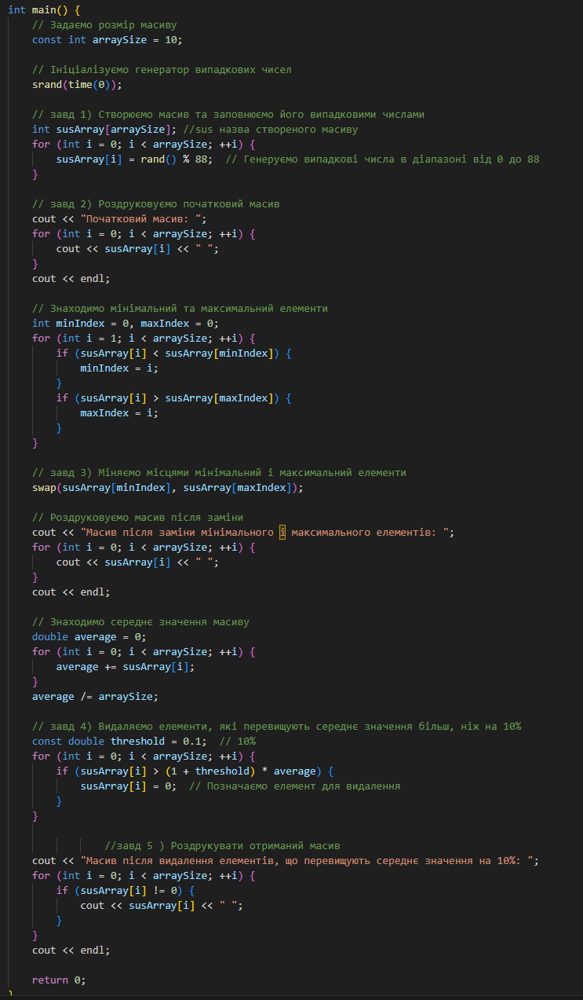 int main() {
    // Задаємо розмір масиву
    const int arraySize = 10;

    // Ініціалізуємо генератор випадкових чисел
    srand(time(0));

    // завд 1) Створюємо масив та заповнюємо його випадковими числами
    int susArray[arraySize]; //sus назва створеного масиву
    for (int i = 0; i < arraySize; ++i) {
        susArray[i] = rand() % 88;  // Генеруємо випадкові числа в діапазоні від 0 до 88
    }

    // завд 2) Роздруковуємо початковий масив
    cout << "Початковий масив: ";
    for (int i = 0; i < arraySize; ++i) {
        cout << susArray[i] << " ";
    }
    cout << endl;

    // Знаходимо мінімальний та максимальний елементи
    int minIndex = 0, maxIndex = 0;
    for (int i = 1; i < arraySize; ++i) {
        if (susArray[i] < susArray[minIndex]) {
            minIndex = i;
        }
        if (susArray[i] > susArray[maxIndex]) {
            maxIndex = i;
        }
    }

    // завд 3) Міняємо місцями мінімальний і максимальний елементи
    swap(susArray[minIndex], susArray[maxIndex]);

    // Роздруковуємо масив після заміни
    cout << "Масив після заміни мінімального і максимального елементів: ";
    for (int i = 0; i < arraySize; ++i) {
        cout << susArray[i] << " ";
    }
    cout << endl;

    // Знаходимо середнє значення масиву
    double average = 0;
    for (int i = 0; i < arraySize; ++i) {
        average += susArray[i];
    }
    average /= arraySize;

    // завд 4) Видаляємо елементи, які перевищують середнє значення більш, ніж на 10%
    const double threshold = 0.1;  // 10%
    for (int i = 0; i < arraySize; ++i) {
        if (susArray[i] > (1 + threshold) * average) {
            susArray[i] = 0;  // Позначаємо елемент для видалення
        }
    }

                //завд 5 ) Роздрукувати отриманий масив
    cout << "Масив після видалення елементів, що перевищують середнє значення на 10%: ";
    for (int i = 0; i < arraySize; ++i) {
        if (susArray[i] != 0) {
            cout << susArray[i] << " ";
        }
    }
    cout << endl;

    return 0;
}